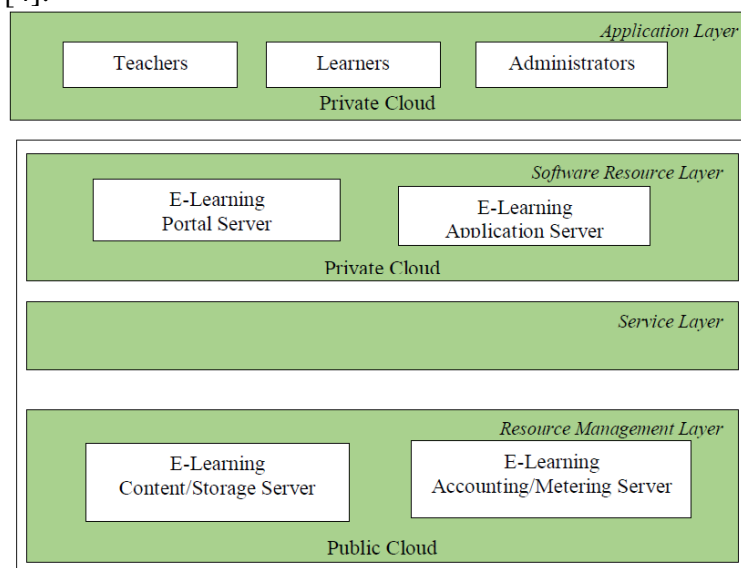 [4].
Application Layer
Teachers
Learners
Administrators
Private Cloud
Software Resource Layer
E-Learning
Portal Server
E-Learning
Application Server
Private Cloud
Service Layer
Resource Management Layer
E-Learning
Content/Storage Server
E-Learning
Accounting/Metering Server
Public Cloud